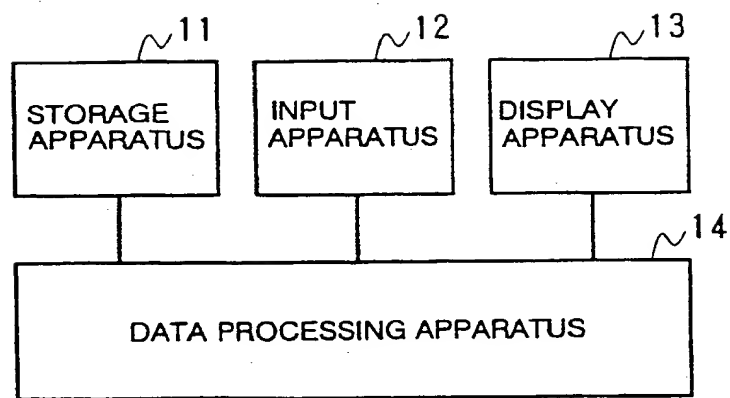 11
STORAGE
APPARATUS
12
INPUT
APPARATUS
13
DISPLAY
APPARATUS
14
DATA PROCESSING APPARATUS